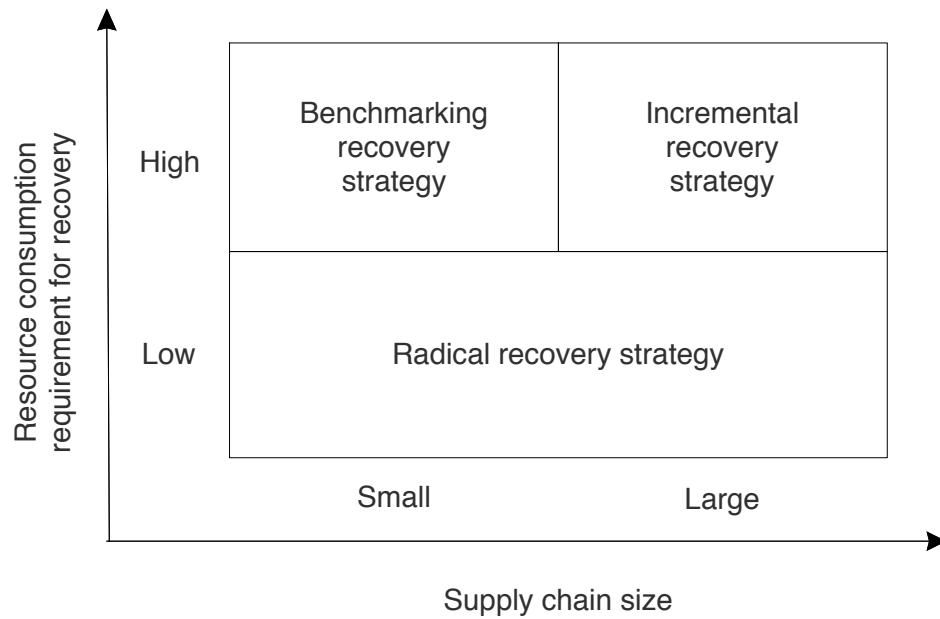 Resource consumption
requirement for recovery
High
Benchmarking
recovery
strategy
Incremental
recovery
strategy
Low
Radical recovery strategy
Small
Large
Supply chain size